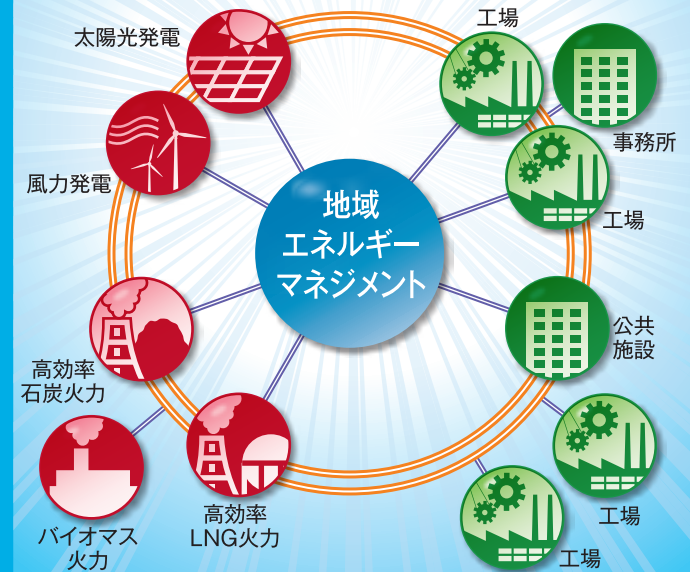 太陽光発電
工場
事務所
風力発電
工場
地域
エネルギー
マネジメント
公共
施設
高効率
石炭火力
高効率
LNG火力
バイオマス
火力
工場
工場